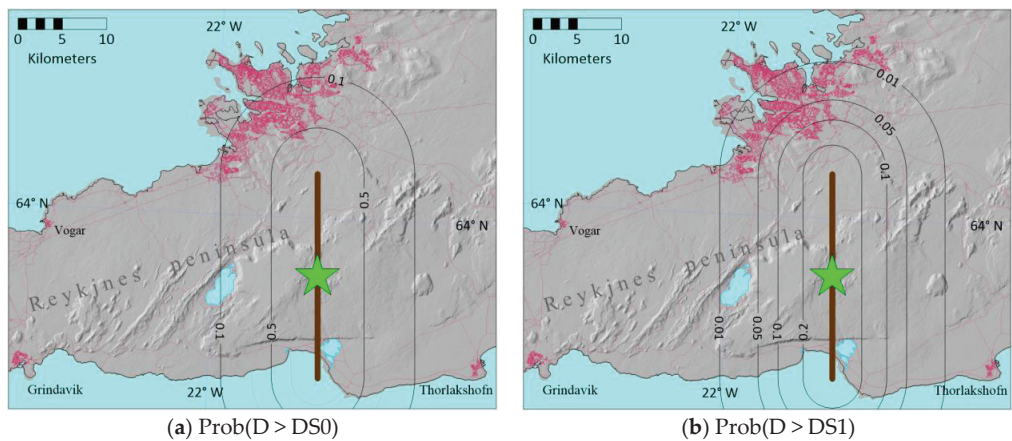 22° W
0 5 10
Kilometers
0.1
0.5
64° N
64° N
Vogar
Reykjnes peninsula
0.1
0.5
Grindavik
22° W
Thorlakshofn
(a) Prob(D > DS0)
22° W
0 5 10
Kilometers
0.01
0.05
0.1
64° N
64° N
Vogar
Reykjnes peninsula
0.01
0.05
0.1
0.2
Grindavik
22° W
Thorlakshofn
(b) Prob(D > DS1)